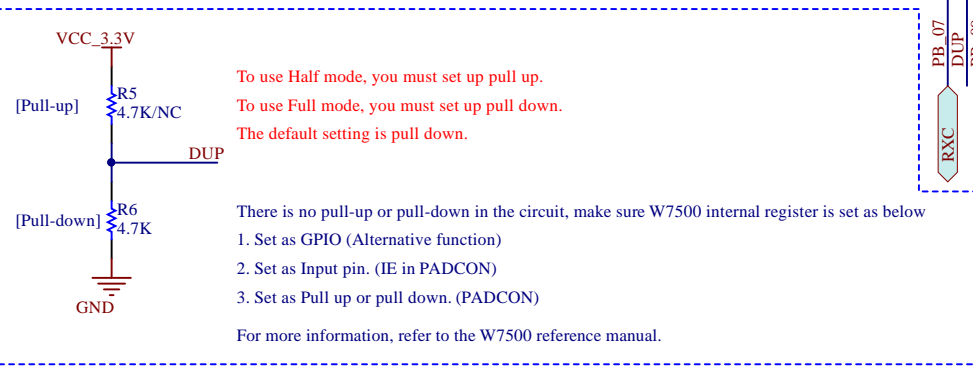 VCC_3.3V
[Pull-up]
R5
4.7K/NC
DUP
[Pull-down]
R6
4.7K
GND
To use Half mode, you must set up pull up.
To use Full mode, you must set up pull down.
The default setting is pull down.
There is no pull-up or pull-down in the circuit, make sure W7500 internal register is set as below
1. Set as GPIO (Alternative function)
2. Set as Input pin. (IE in PADCON)
3. Set as Pull up or pull down. (PADCON)
For more information, refer to the W7500 reference manual.
PB_07
DUP
RXC